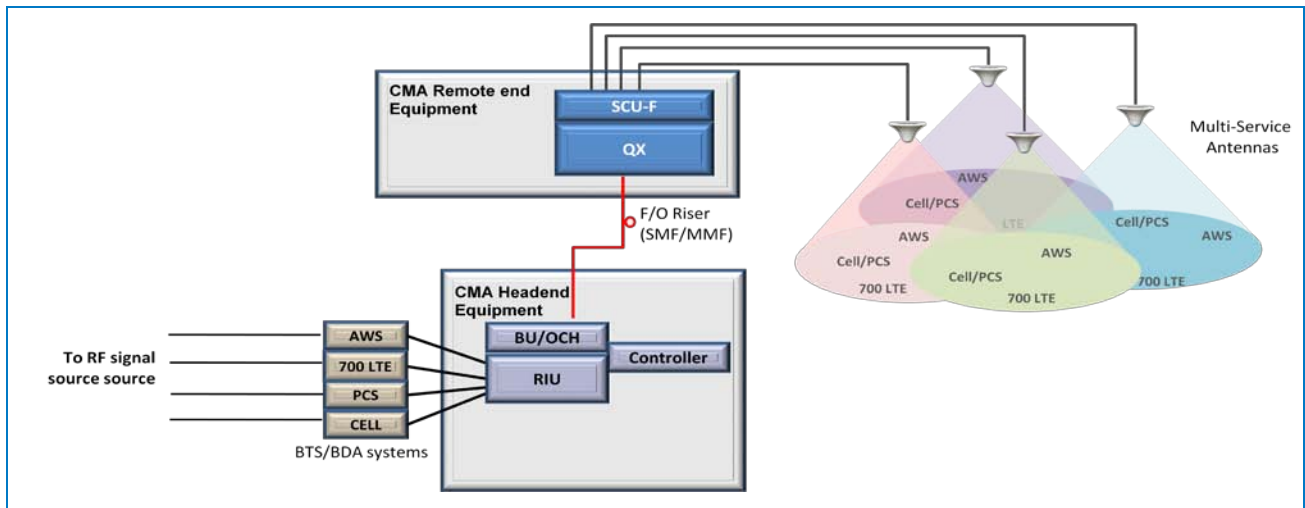 CMA Remote end
Equipment
SCU-F
QX
F/O Riser
(SMF/MMF)
Multi-Service
Antennas
AWS
Cell/PCS
LTE
AWS
Cell/PCS
700 LTE
AWS
Cell/PCS
700 LTE
Cell/PCS
AWS
700 LTE
CMA Headend
Equipment
BU/OCH
RIU
Controller
To RF signal
source source
AWS
700 LTE
PCS
CELL
BTS/BDA systems